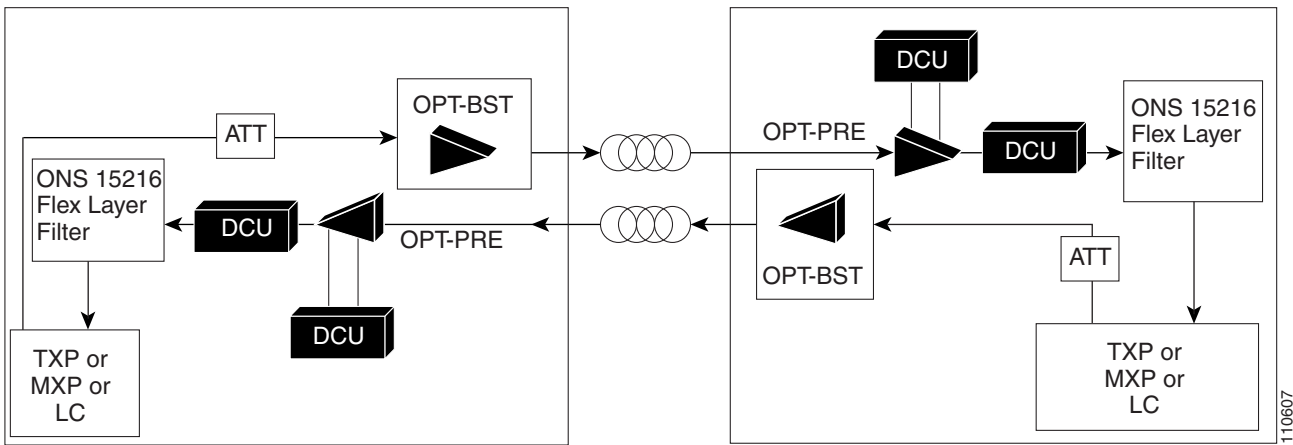 ATT
OPT-BST
ONS 15216
Flex Layer
Filter
DCU
OPT-PRE
DCU
TXP or
MXP or
LC
DCU
OPT-PRE
DCU
ONS 15216
Flex Layer
Filter
OPT-BST
ATT
TXP or
MXP or
LC
110607